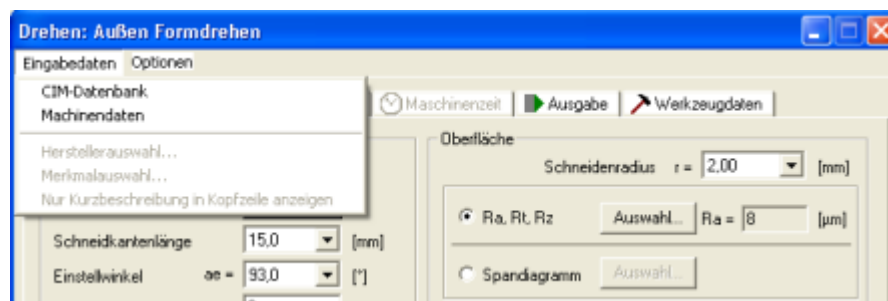 Drehen: Außen Formdrehen
Eingabedaten Optionen
CIM-Datenbank
Machinendaten
Herstellerauswahl...
Merkmalauswahl...
Nur Kurzbeschreibung in Kopfzeile anzeigen
Maschinenzeit Ausgabe Werkzeugdaten
Oberfläche
Schneidenradius r = 2,00 [mm]
Ra, Rt, Rz Auswahl... Ra = 8 [µm]
Schneidkantenlänge 15,0 [mm]
Einstellwinkel ae = 93,0 [°]
Spandiagramm Auswahl...